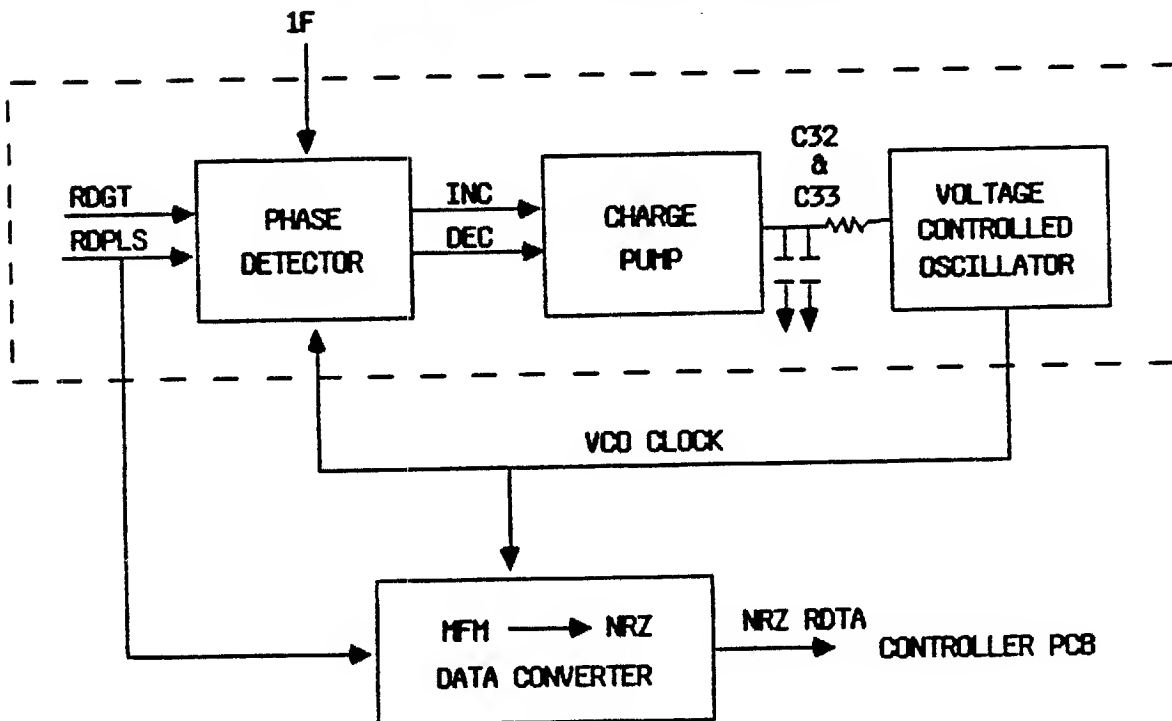 1F
C32
&
C33
RDGT
RDPLS
PHASE
DETECTOR
INC
DEC
CHARGE
PUMP
VOLTAGE
CONTROLLED
OSCILLATOR
VCO CLOCK
MFM NRZ
DATA CONVERTER
NRZ RDTA
CONTROLLER PCB